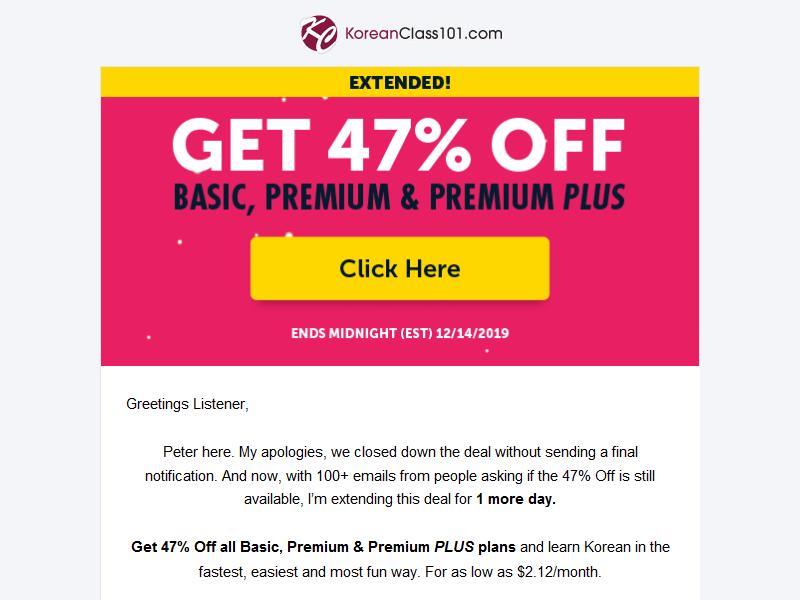 KC KoreanClass101.com
EXTENDED!
GET 47% OFF
BASIC, PREMIUM & PREMIUM PLUS
Click Here
ENDS MIDNIGHT (EST) 12/14/2019
Greetings Listener,
Peter here. My apologies, we closed down the deal without sending a final
notification. And now, with 100+ emails from people asking if the 47% Off is still
available, I'm extending this deal for 1 more day.
Get 47% Off all Basic, Premium & Premium PLUS plans and learn Korean in the
fastest, easiest and most fun way. For as low as $2.12/month.